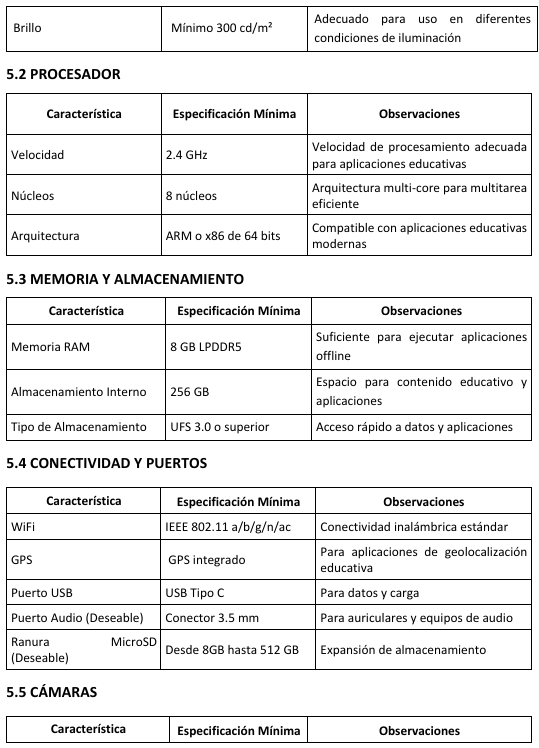 Brillo Mínimo 300 cd/m² Adecuado para uso en diferentes
condiciones de iluminación
5.2 PROCESADOR
Característica Especificación Mínima Observaciones
Velocidad 2.4 GHz Velocidad de procesamiento adecuada
para aplicaciones educativas
Núcleos 8 núcleos Arquitectura multi-core para multitarea
eficiente
Arquitectura ARM o x86 de 64 bits Compatible con aplicaciones educativas
modernas
5.3 MEMORIA Y ALMACENAMIENTO
Característica Especificación Mínima Observaciones
Memoria RAM 8 GB LPDDR5 Suficiente para ejecutar aplicaciones
offline
Almacenamiento Interno 256 GB Espacio para contenido educativo y
aplicaciones
Tipo de Almacenamiento UFS 3.0 o superior Acceso rápido a datos y aplicaciones
5.4 CONECTIVIDAD Y PUERTOS
Característica Especificación Mínima Observaciones
WiFi IEEE 802.11 a/b/g/n/ac Conectividad inalámbrica estándar
GPS GPS integrado Para aplicaciones de geolocalización
educativa
Puerto USB USB Tipo C Para datos y carga
Puerto Audio (Deseable) Conector 3.5 mm Para auriculares y equipos de audio
Ranura MicroSD
(Deseable) Desde 8GB hasta 512 GB Expansión de almacenamiento
5.5 CÁMARAS
Característica Especificación Mínima Observaciones